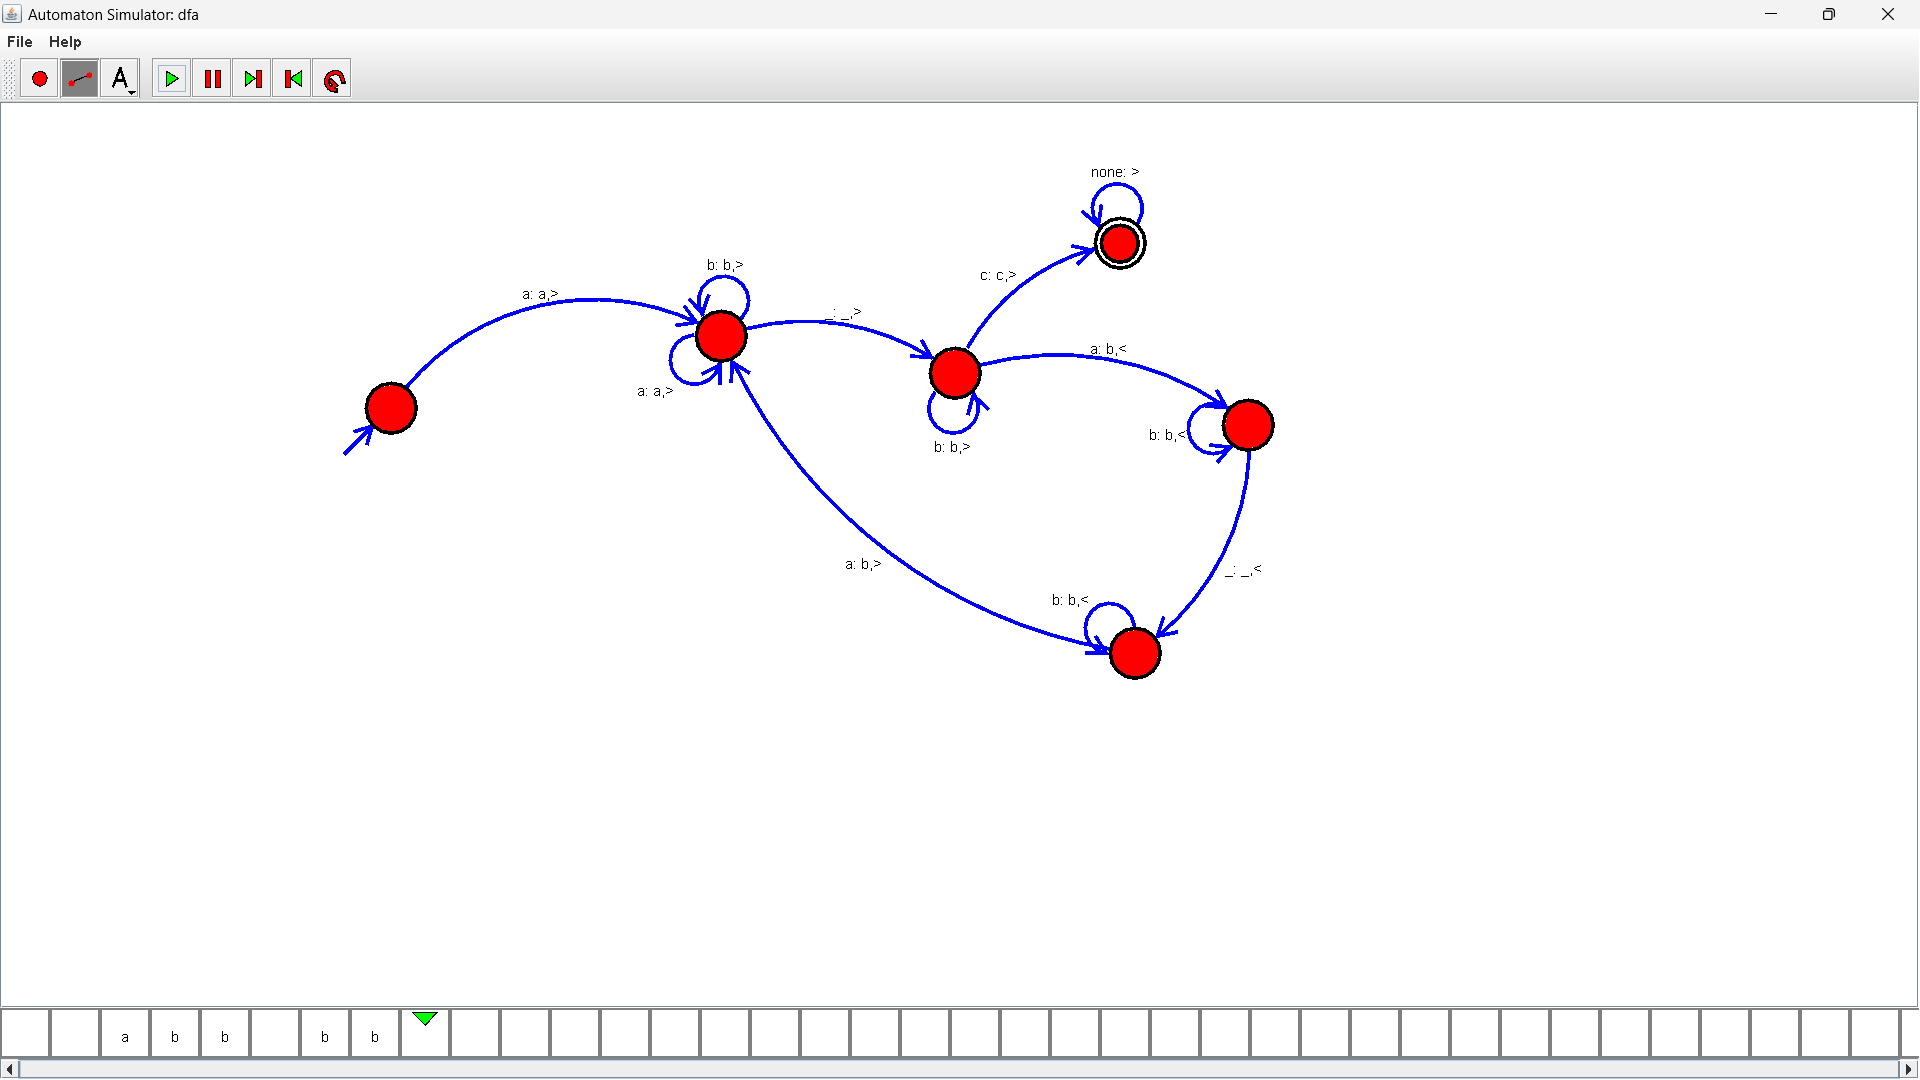 Automaton Simulator: dfa
File Help
A
none: >
b: b,>
c: c,>
a: a,>
_: _,>
a: b,<
a: a,>
b: b,<
b: b,>
a: b,>
_: _,<
b: b,<
a b b b b